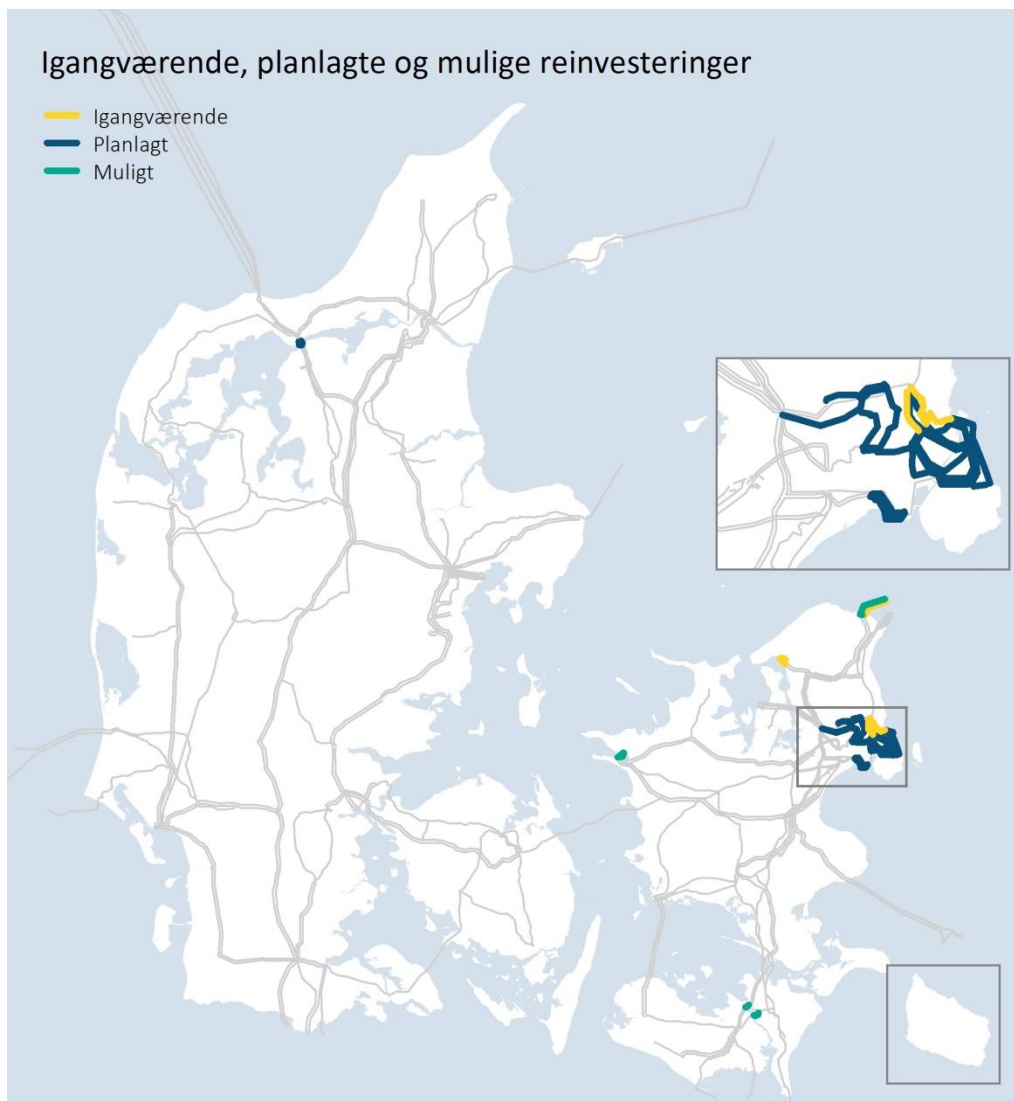 Igangværende, planlagte og mulige reinvesteringer
Igangværende
Planlagt
Muligt